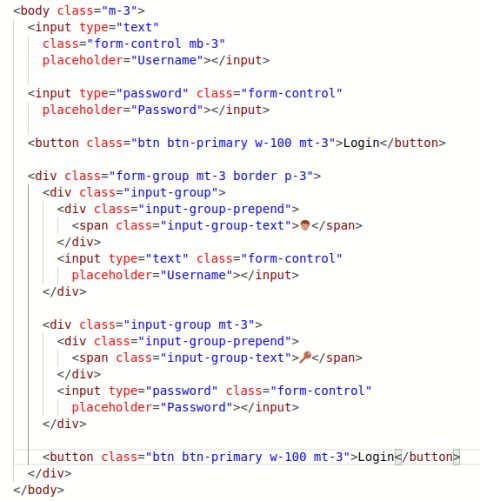 <body class="m-3">
<input type="text"
class="form-control mb-3"
placeholder="Username"></input>
<input type="password" class="form-control"
placeholder="Password"></input>
<button class="btn btn-primary w-100 mt-3">Login</button>
<div class="form-group mt-3 border p-3">
<div class="input-group">
<div class="input-group-prepend">
<span class="input-group-text">👨🏽</span>
</div>
<input type="text" class="form-control"
placeholder="Username"></input>
</div>
<div class="input-group mt-3">
<div class="input-group-prepend">
<span class="input-group-text">🔑</span>
</div>
<input type="password" class="form-control"
placeholder="Password"></input>
</div>
<button class="btn btn-primary w-100 mt-3">Login</button>
</div>
</body>